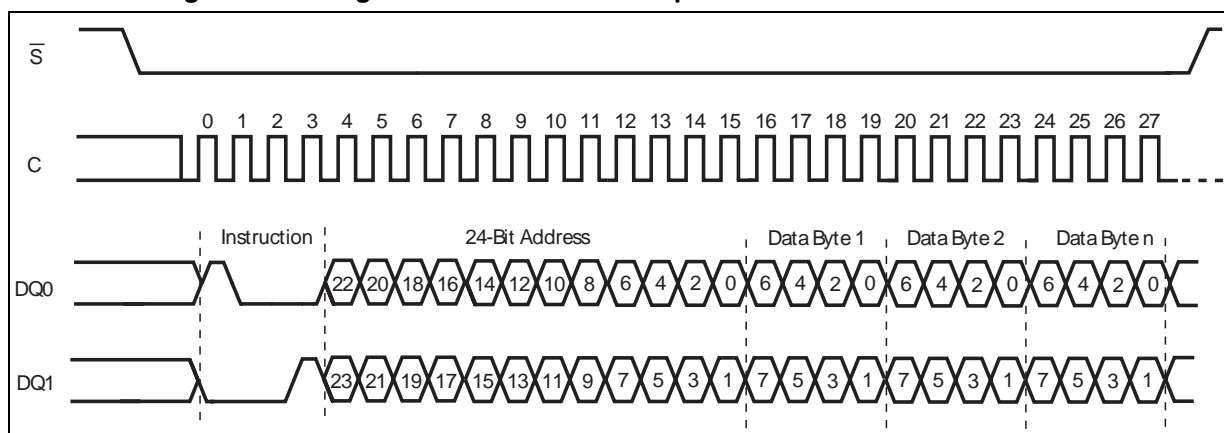 S
0 1 2 3 4 5 6 7 8 9 10 11 12 13 14 15 16 17 18 19 20 21 22 23 24 25 26 27
C
Instruction 24-Bit Address Data Byte 1 Data Byte 2 Data Byte n
DQ0 22 20 18 16 14 12 10 8 6 4 2 0 6 4 2 0 6 4 2 0 6 4 2 0
DQ1 23 21 19 17 15 13 11 9 7 5 3 1 7 5 3 1 7 5 3 1 7 5 3 1